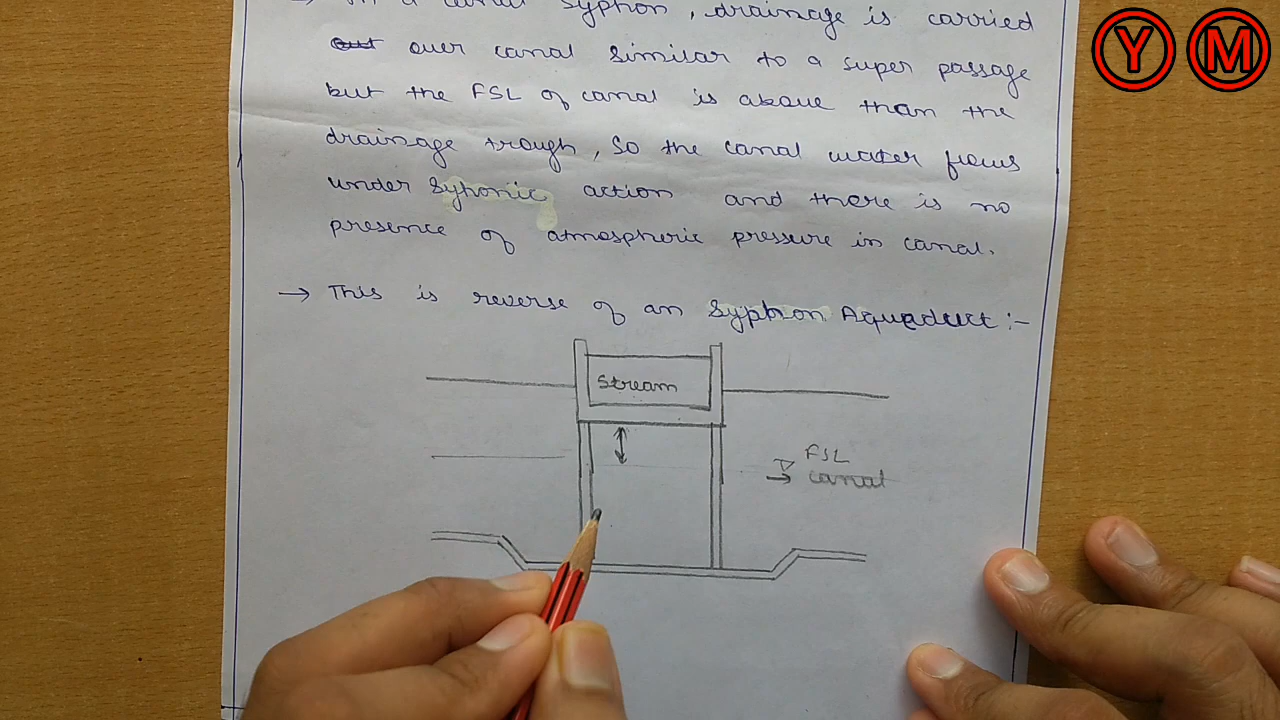 → In a canal syphon, drainage is carried
over canal similar to a super passage
but the FSL of canal is above than the
drainage trough, So the canal water flows
under Syhonic action and there is no
presence of atmospheric pressure in canal.
→ This is reverse of an Syphon Aquaduct :-
Stream
FSL
canal
Y M